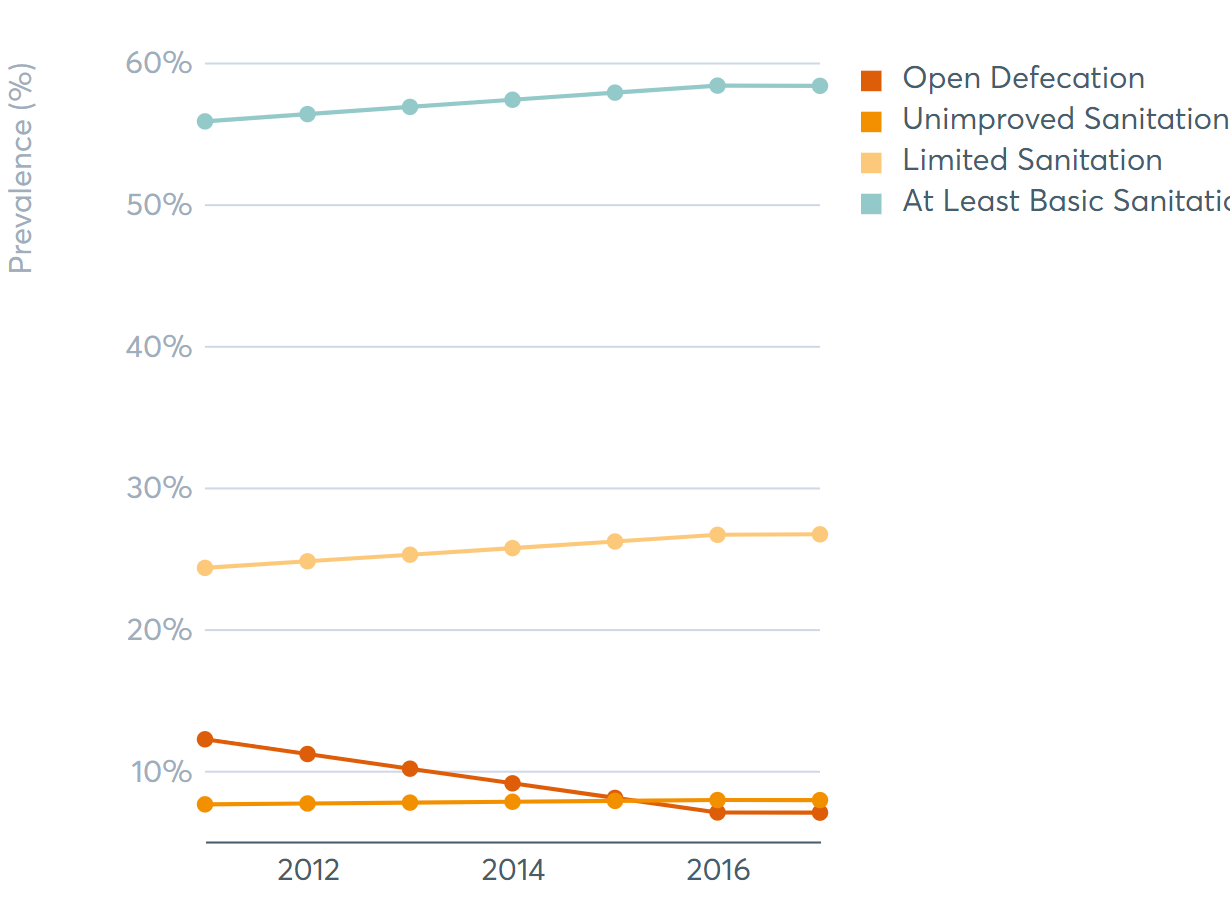 Prevalence (%)
60%
50%
40%
30%
20%
10%
2012 2014 2016
Open Defecation
Unimproved Sanitation
Limited Sanitation
At Least Basic Sanitatio